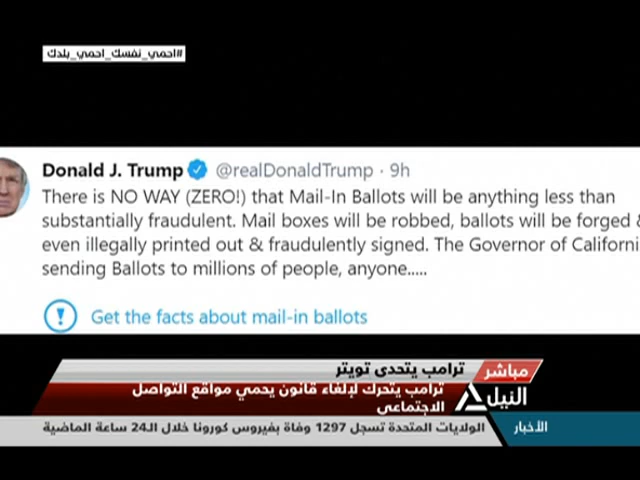 #احمي_نفسك_احمي_بلدك
Donald J. Trump @realDonaldTrump · 9h
There is NO WAY (ZERO!) that Mail-In Ballots will be anything less than
substantially fraudulent. Mail boxes will be robbed, ballots will be forged &
even illegally printed out & fraudulently signed. The Governor of Californi
sending Ballots to millions of people, anyone.....
Get the facts about mail-in ballots
مباشر
ترامب يتحدى تويتر
النيل
ترامب يتحرك لإلغاء قانون يحمي مواقع التواصل
الاجتماعي
الأخبار
الولايات المتحدة تسجل 1297 وفاة بفيروس كورونا خلال الـ24 ساعة الماضية